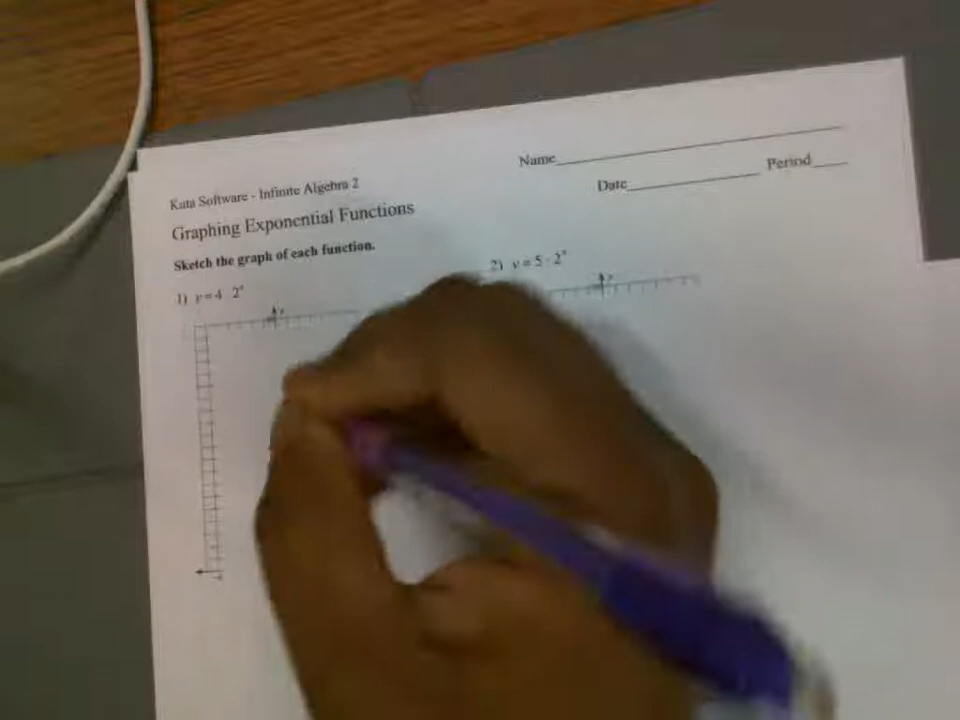 Name
Kuta Software - Infinite Algebra 2
Date Period
Graphing Exponential Functions
Sketch the graph of each function.
1) y = 4 · 2ˣ
2) y = 5 · 2ˣ
y
y